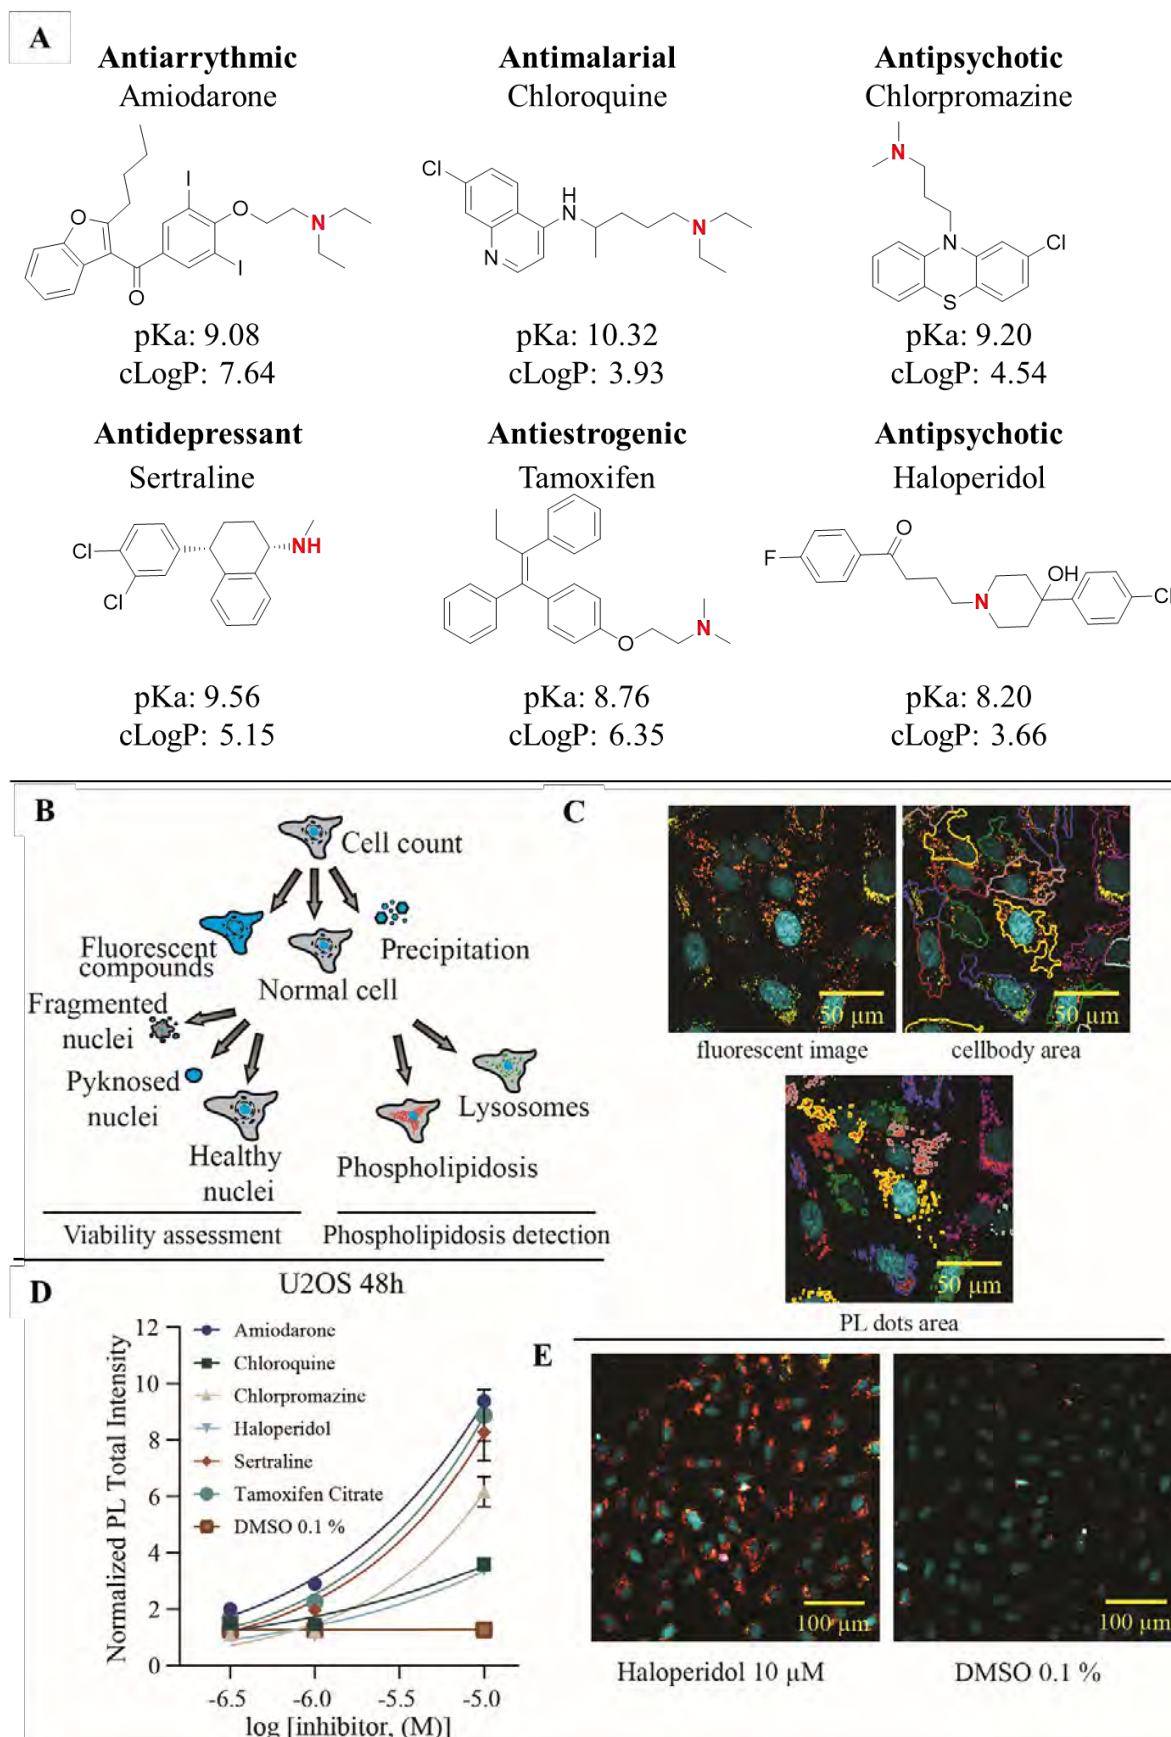 A
Antiarrythmic
Amiodarone
O
O
I
I
O
N
pKa: 9.08
cLogP: 7.64
Antimalarial
Chloroquine
Cl
N
H
N
N
pKa: 10.32
cLogP: 3.93
Antipsychotic
Chlorpromazine
N
N
S
Cl
pKa: 9.20
cLogP: 4.54
Antidepressant
Sertraline
Cl
Cl
NH
pKa: 9.56
cLogP: 5.15
Antiestrogenic
Tamoxifen
O
N
pKa: 8.76
cLogP: 6.35
Antipsychotic
Haloperidol
F
O
N
OH
Cl
pKa: 8.20
cLogP: 3.66
B
Cell count
Fluorescent
compounds
Normal cell
Precipitation
Fragmented
nuclei
Pyknosed
nuclei
Healthy
nuclei
Lysosomes
Phospholipidosis
Viability assessment
Phospholipidosis detection
C
50 µm
fluorescent image
50 µm
cellbody area
50 µm
PL dots area
D
U2OS 48h
Normalized PL Total Intensity
12
10
8
6
4
2
0
Amiodarone
Chloroquine
Chlorpromazine
Haloperidol
Sertraline
Tamoxifen Citrate
DMSO 0.1 %
-6.5
-6.0
-5.5
-5.0
log [inhibitor, (M)]
E
100 µm
Haloperidol 10 µM
100 µm
DMSO 0.1 %